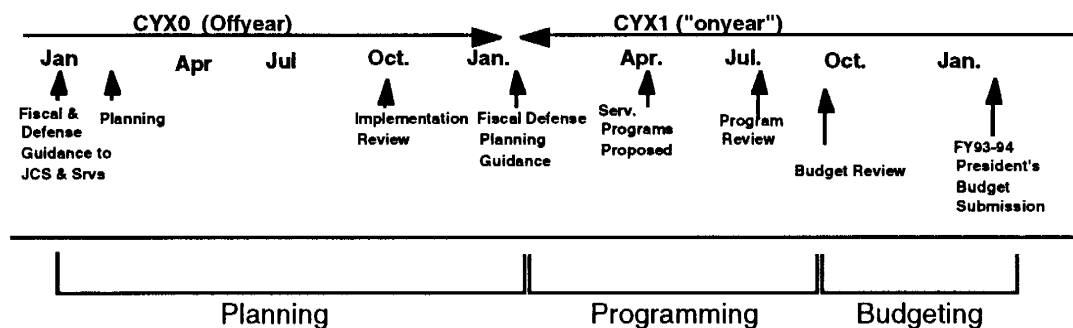 CYX0 (Offyear)
CYX1 ("onyear")
Jan
Apr
Jul
Oct.
Jan.
Apr.
Jul.
Oct.
Jan.
Fiscal &
Defense
Guidance to
JCS & Srvs
Planning
Implementation
Review
Fiscal Defense
Planning
Guidance
Serv.
Programs
Proposed
Program
Review
Budget Review
FY93-94
President's
Budget
Submission
Planning
Programming
Budgeting